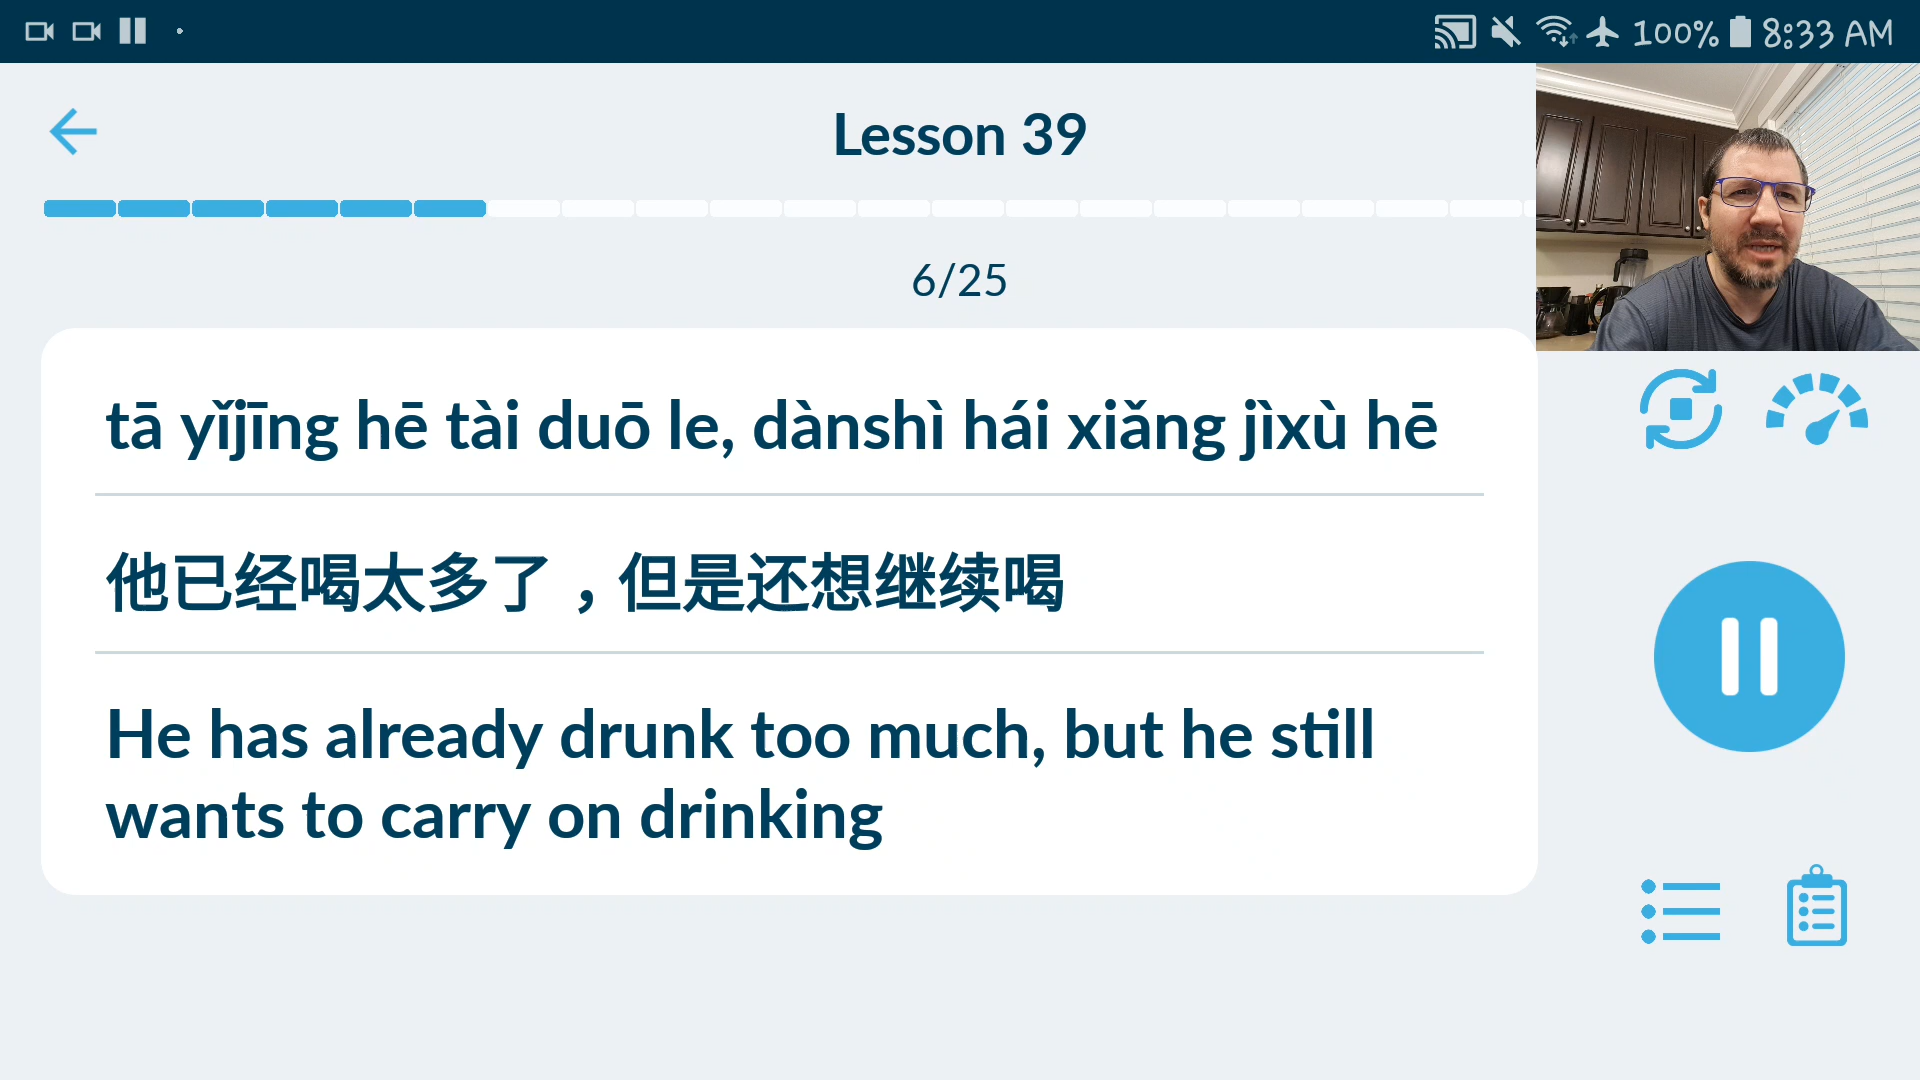 100% 8:33 AM
Lesson 39
6/25
tā yǐjīng hē tài duō le, dànshì hái xiǎng jìxù hē
他已经喝太多了，但是还想继续喝
He has already drunk too much, but he still
wants to carry on drinking